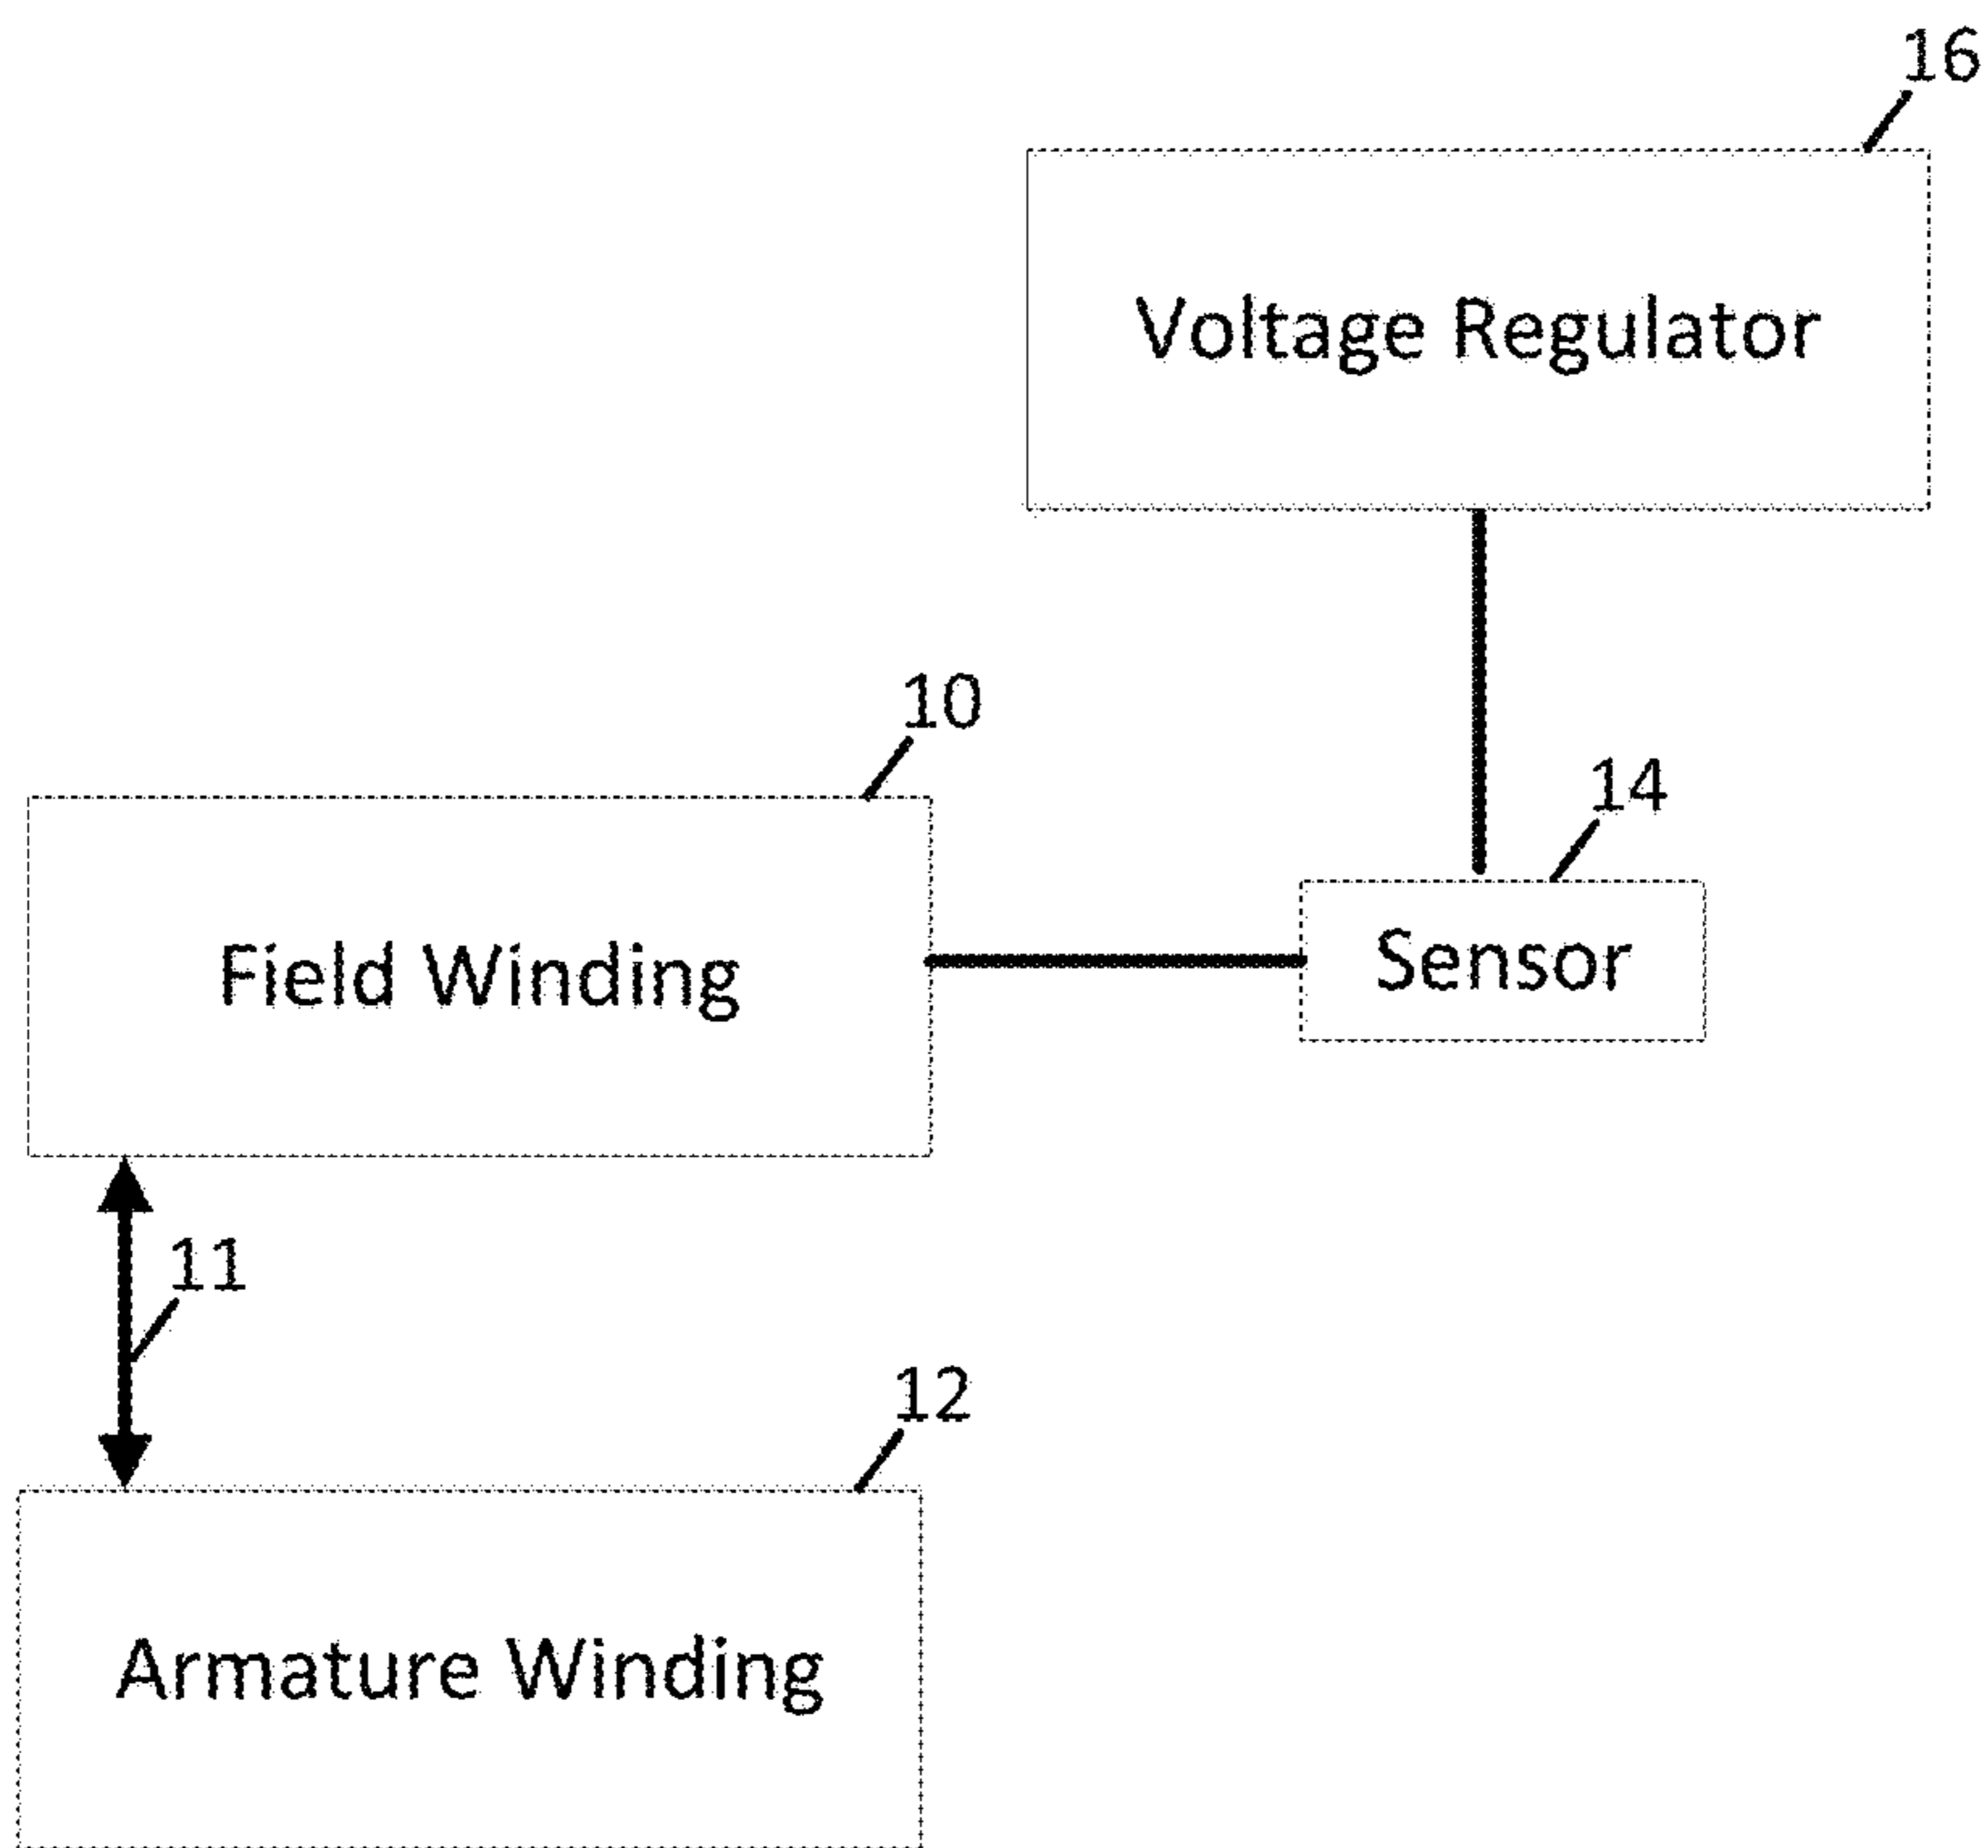 16
Voltage Regulator
10
14
Field Winding
Sensor
11
12
Armature Winding